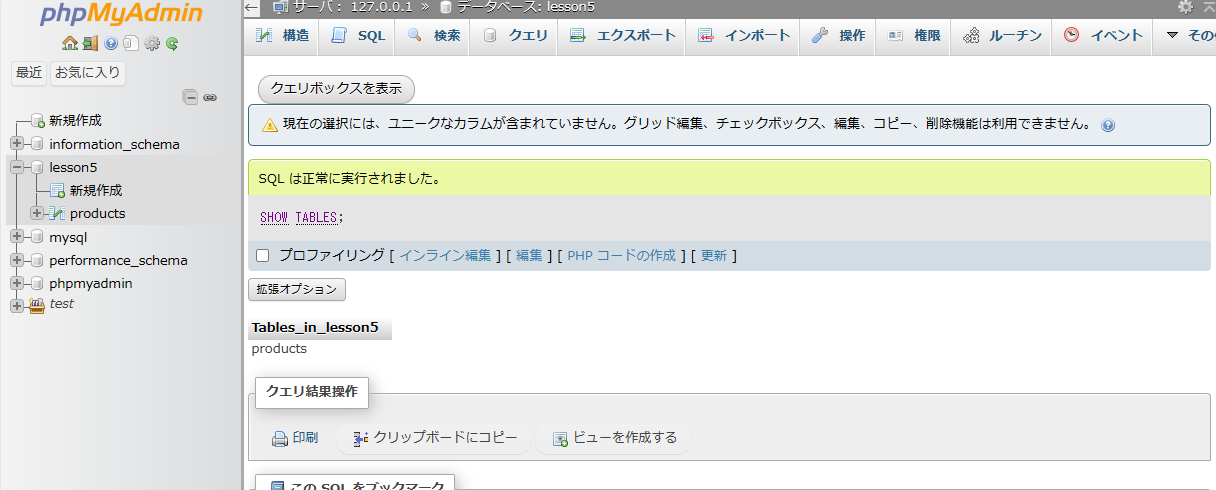 phpMyAdmin
最近 お気に入り
新規作成
information_schema
lesson5
新規作成
products
mysql
performance_schema
phpmyadmin
test
サーバ: 127.0.0.1 » データベース: lesson5
構造 SQL 検索 クエリ エクスポート インポート 操作 権限 ルーチン イベント
クエリボックスを表示
現在の選択には、ユニークなカラムが含まれていません。グリッド編集、チェックボックス、編集、コピー、削除機能は利用できません。
SQL は正常に実行されました。
SHOW TABLES;
プロファイリング [ インライン編集 ] [ 編集 ] [ PHP コードの作成 ] [ 更新 ]
拡張オプション
Tables_in_lesson5
products
クエリ結果操作
印刷 クリップボードにコピー ビューを作成する
この SQL をブックマーク